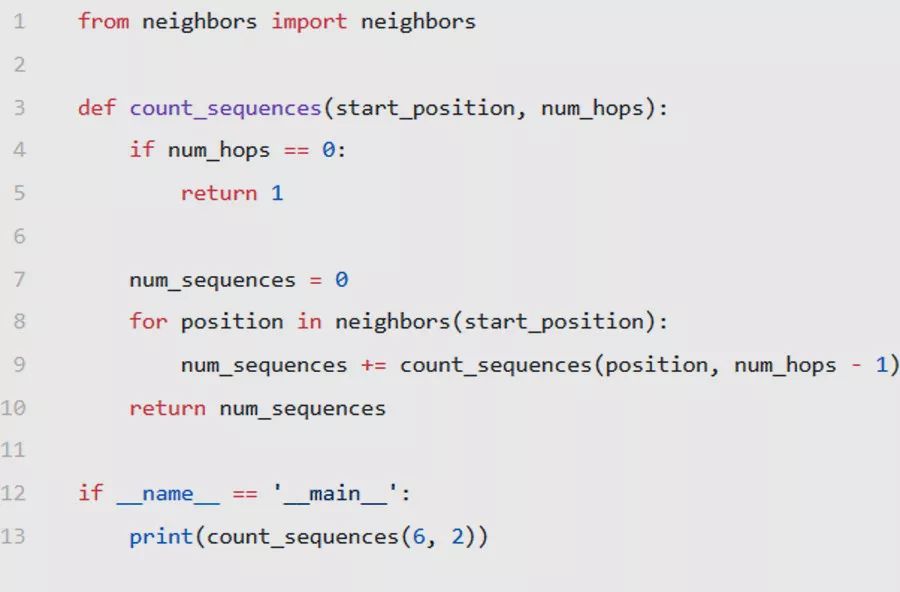 1 from neighbors import neighbors
2
3 def count_sequences(start_position, num_hops):
4     if num_hops == 0:
5         return 1
6
7     num_sequences = 0
8     for position in neighbors(start_position):
9         num_sequences += count_sequences(position, num_hops - 1)
10     return num_sequences
11
12 if __name__ == '__main__':
13     print(count_sequences(6, 2))